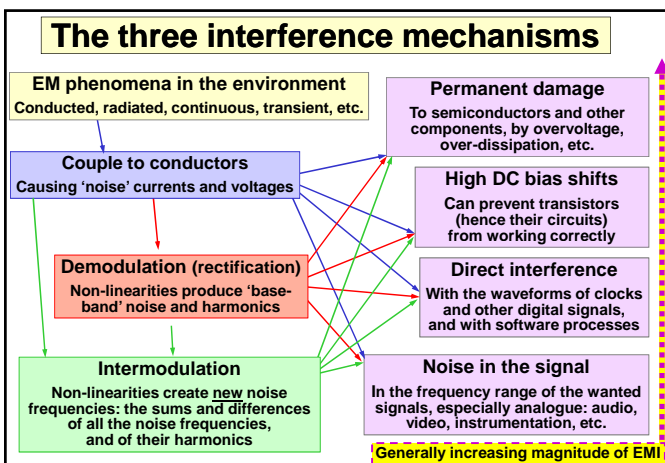 The three interference mechanisms
EM phenomena in the environment
Conducted, radiated, continuous, transient, etc.
Couple to conductors
Causing ‘noise’ currents and voltages
Demodulation (rectification)
Non-linearities produce ‘base-
band’ noise and harmonics
Intermodulation
Non-linearities create new noise
frequencies: the sums and differences
of all the noise frequencies,
and of their harmonics
Permanent damage
To semiconductors and other
components, by overvoltage,
over-dissipation, etc.
High DC bias shifts
Can prevent transistors
(hence their circuits)
from working correctly
Direct interference
With the waveforms of clocks
and other digital signals,
and with software processes
Noise in the signal
In the frequency range of the wanted
signals, especially analogue: audio,
video, instrumentation, etc.
Generally increasing magnitude of EMI